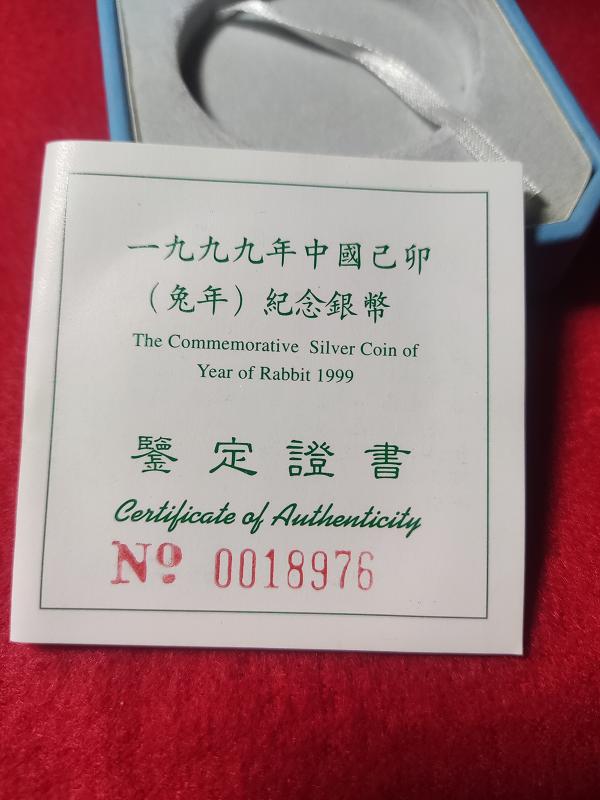 一九九九年中國己卯
（兔年）紀念銀幣
The Commemorative Silver Coin of
Year of Rabbit 1999
鑒定證書
Certificate of Authenticity
Nº 0018976